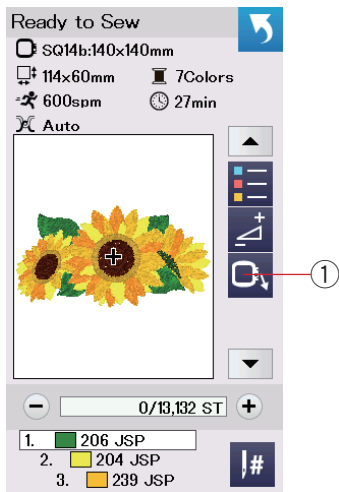 Ready to Sew
SQ14b:140x140mm
114x60mm 7Colors
600spm 27min
Auto
1
0/13,132 ST
1. 206 JSP
2. 204 JSP
3. 239 JSP
#